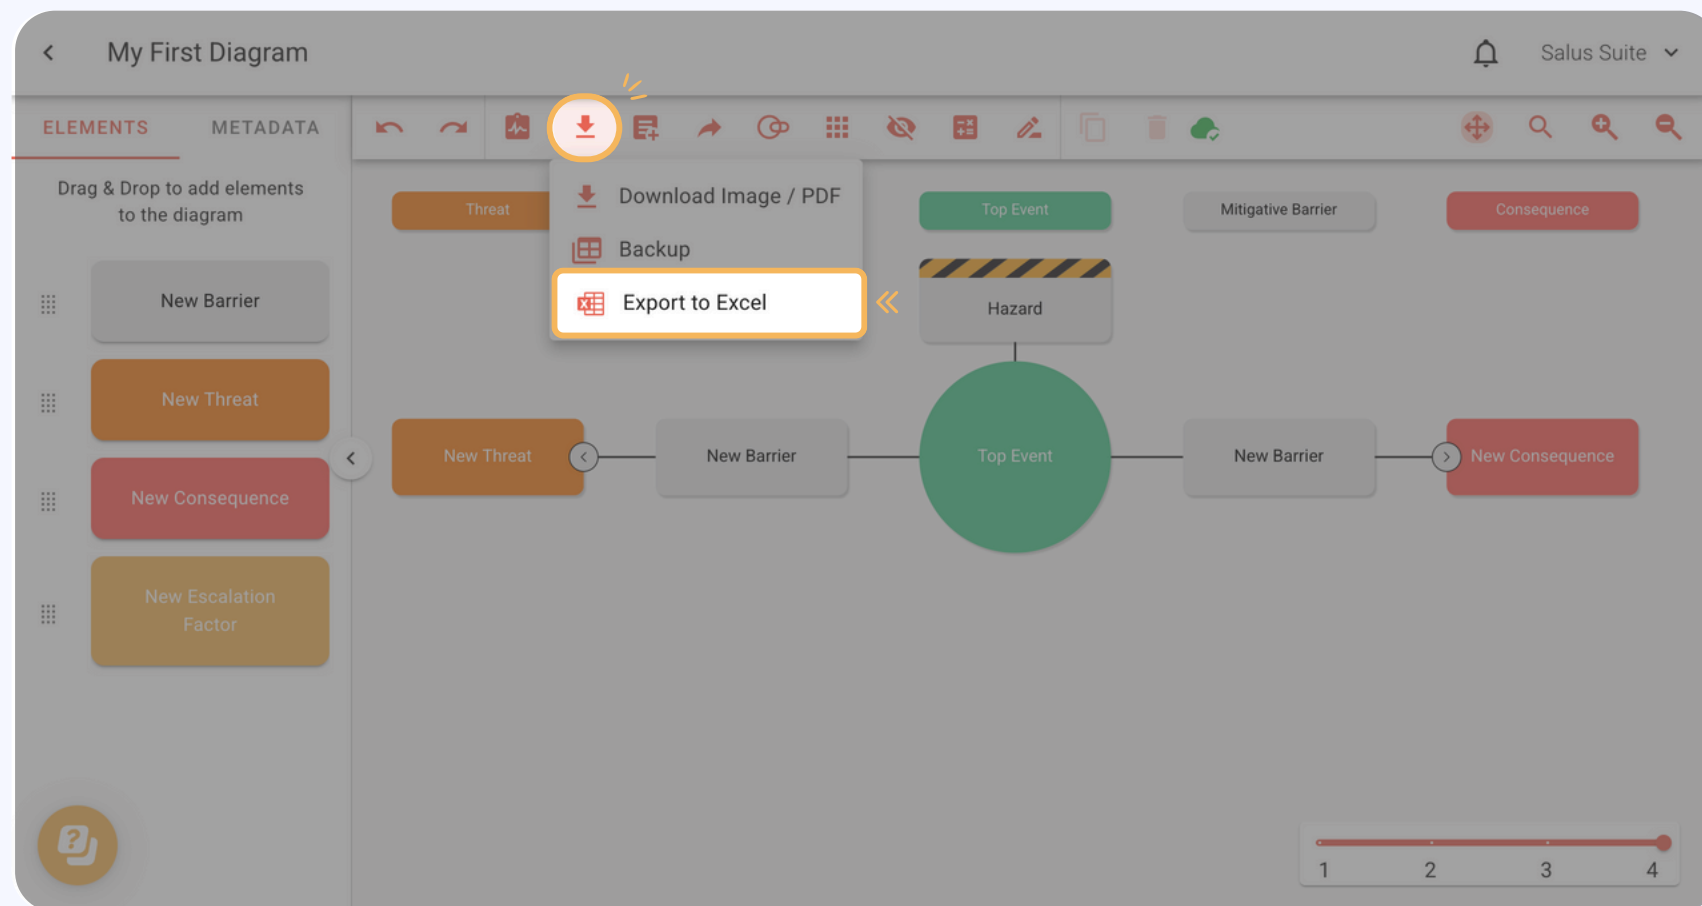 My First Diagram
Salus Suite
ELEMENTS
METADATA
Drag & Drop to add elements
to the diagram
New Barrier
New Threat
New Consequence
New Escalation
Factor
Download Image / PDF
Backup
Export to Excel
Threat
Top Event
Mitigative Barrier
Consequence
Hazard
New Threat
New Barrier
Top Event
New Barrier
New Consequence
1
2
3
4